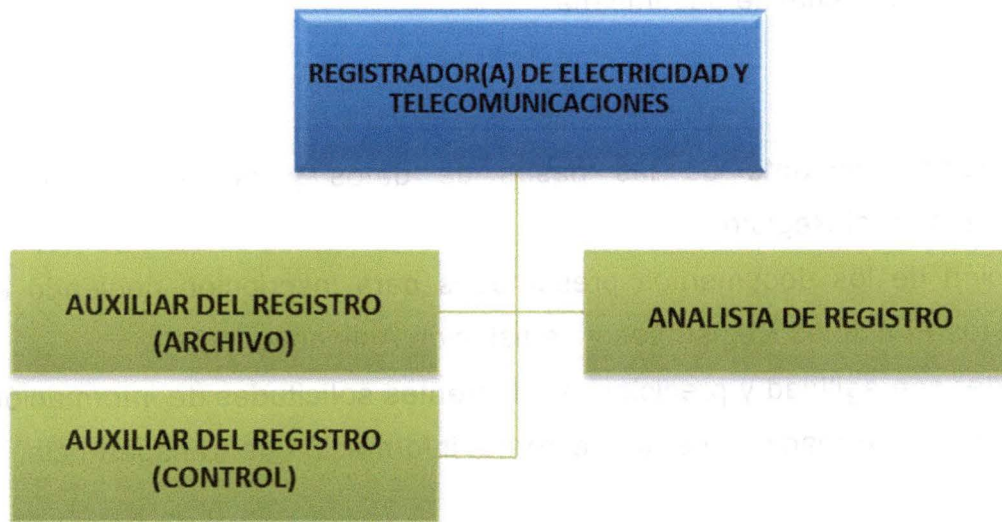 REGISTRADOR(A) DE ELECTRICIDAD Y
TELECOMUNICACIONES
AUXILIAR DEL REGISTRO
(ARCHIVO)
ANALISTA DE REGISTRO
AUXILIAR DEL REGISTRO
(CONTROL)